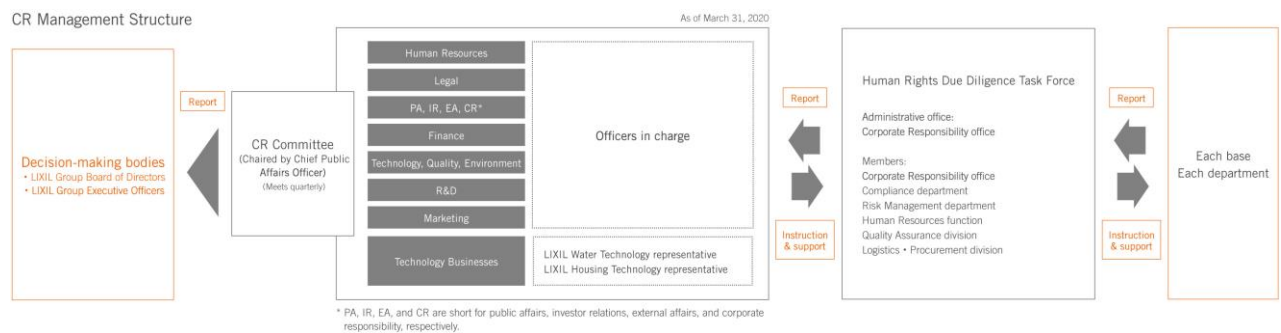 CR Management Structure
As of March 31, 2020
Report
Decision-making bodies
• LIXIL Group Board of Directors
• LIXIL Group Executive Officers
CR Committee
(Chaired by Chief Public
Affairs Officer)
(Meets quarterly)
Human Resources
Legal
PA, IR, EA, CR*
Finance
Technology, Quality, Environment
R&D
Marketing
Technology Businesses
Officers in charge
LIXIL Water Technology representative
LIXIL Housing Technology representative
* PA, IR, EA, and CR are short for public affairs, investor relations, external affairs, and corporate
responsibility, respectively.
Report
Instruction
& support
Human Rights Due Diligence Task Force
Administrative office:
Corporate Responsibility office
Members:
Corporate Responsibility office
Compliance department
Risk Management department
Human Resources function
Quality Assurance division
Logistics • Procurement division
Report
Instruction
& support
Each base
Each department